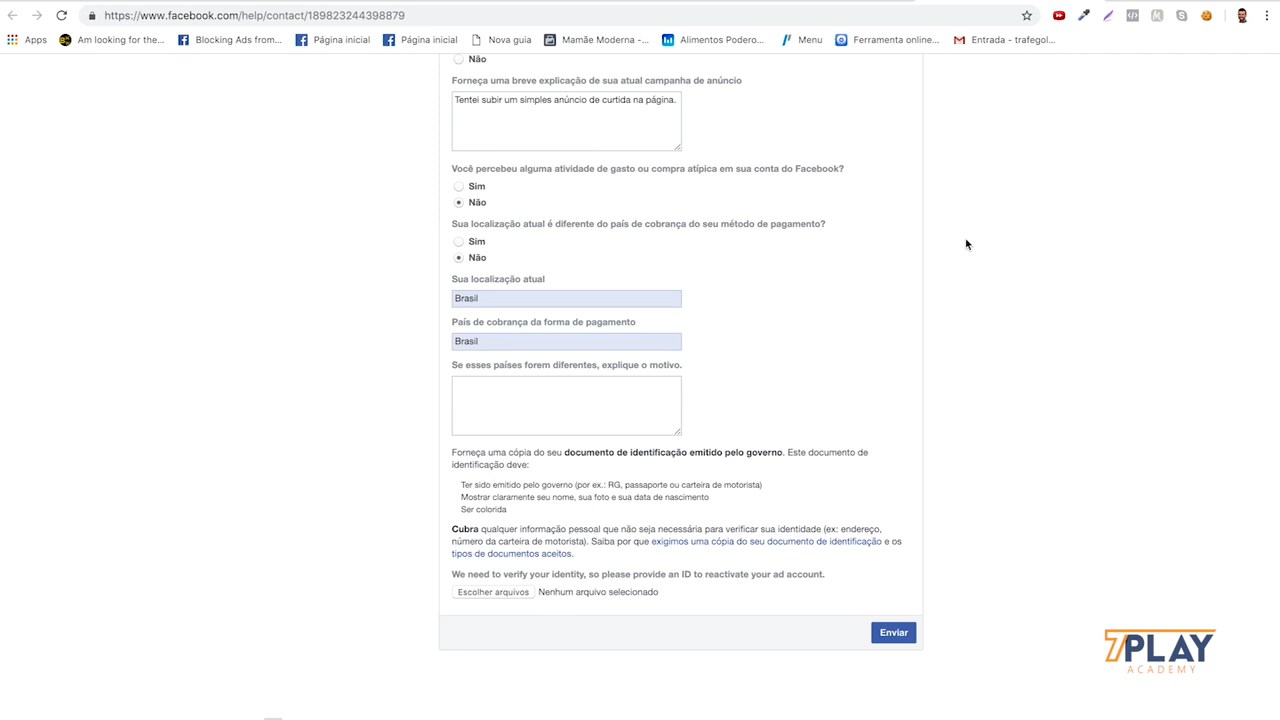 https://www.facebook.com/help/contact/189823244398879
Apps Am looking for the... Blocking Ads from... Página inicial Página inicial Nova guia Mamãe Moderna -... Alimentos Podero... Menu Ferramenta online... Entrada - trafegol...
Não
Forneça uma breve explicação de sua atual campanha de anúncio
Tentei subir um simples anúncio de curtida na página.
Você percebeu alguma atividade de gasto ou compra atípica em sua conta do Facebook?
Sim
Não
Sua localização atual é diferente do país de cobrança do seu método de pagamento?
Sim
Não
Sua localização atual
Brasil
País de cobrança da forma de pagamento
Brasil
Se esses países forem diferentes, explique o motivo.
Forneça uma cópia do seu documento de identificação emitido pelo governo. Este documento de
identificação deve:
Ter sido emitido pelo governo (por ex.: RG, passaporte ou carteira de motorista)
Mostrar claramente seu nome, sua foto e sua data de nascimento
Ser colorida
Cubra qualquer informação pessoal que não seja necessária para verificar sua identidade (ex: endereço,
número da carteira de motorista). Saiba por que exigimos uma cópia do seu documento de identificação e os
tipos de documentos aceitos.
We need to verify your identity, so please provide an ID to reactivate your ad account.
Escolher arquivos Nenhum arquivo selecionado
Enviar
7PLAY
ACADEMY